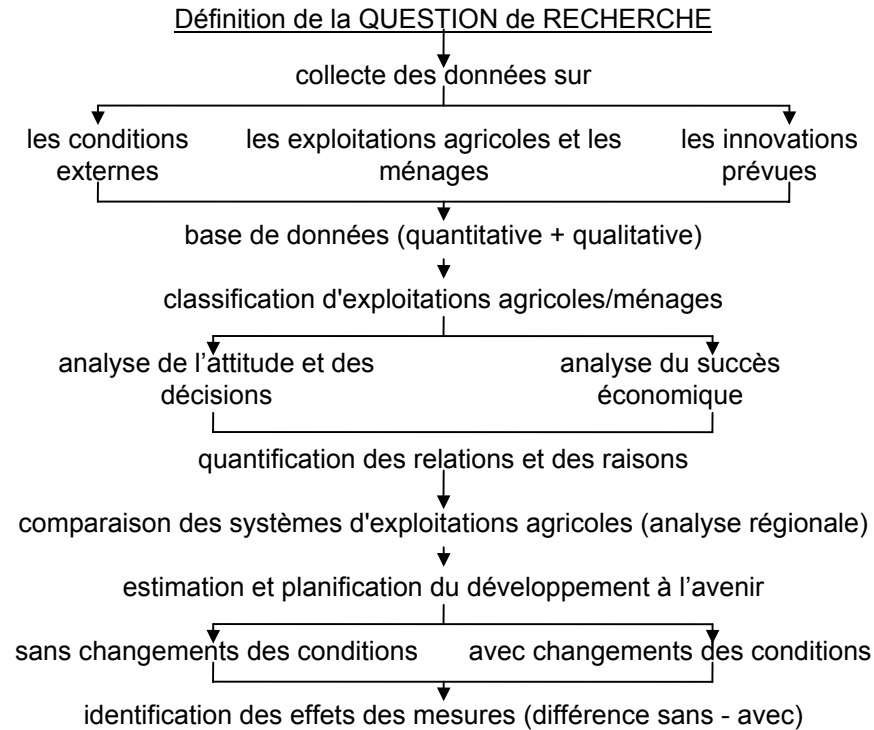 Définition de la QUESTION de RECHERCHE
collecte des données sur
les conditions externes
les exploitations agricoles et les ménages
les innovations prévues
base de données (quantitative + qualitative)
classification d'exploitations agricoles/ménages
analyse de l’attitude et des décisions
analyse du succès économique
quantification des relations et des raisons
comparaison des systèmes d'exploitations agricoles (analyse régionale)
estimation et planification du développement à l’avenir
sans changements des conditions
avec changements des conditions
identification des effets des mesures (différence sans - avec)